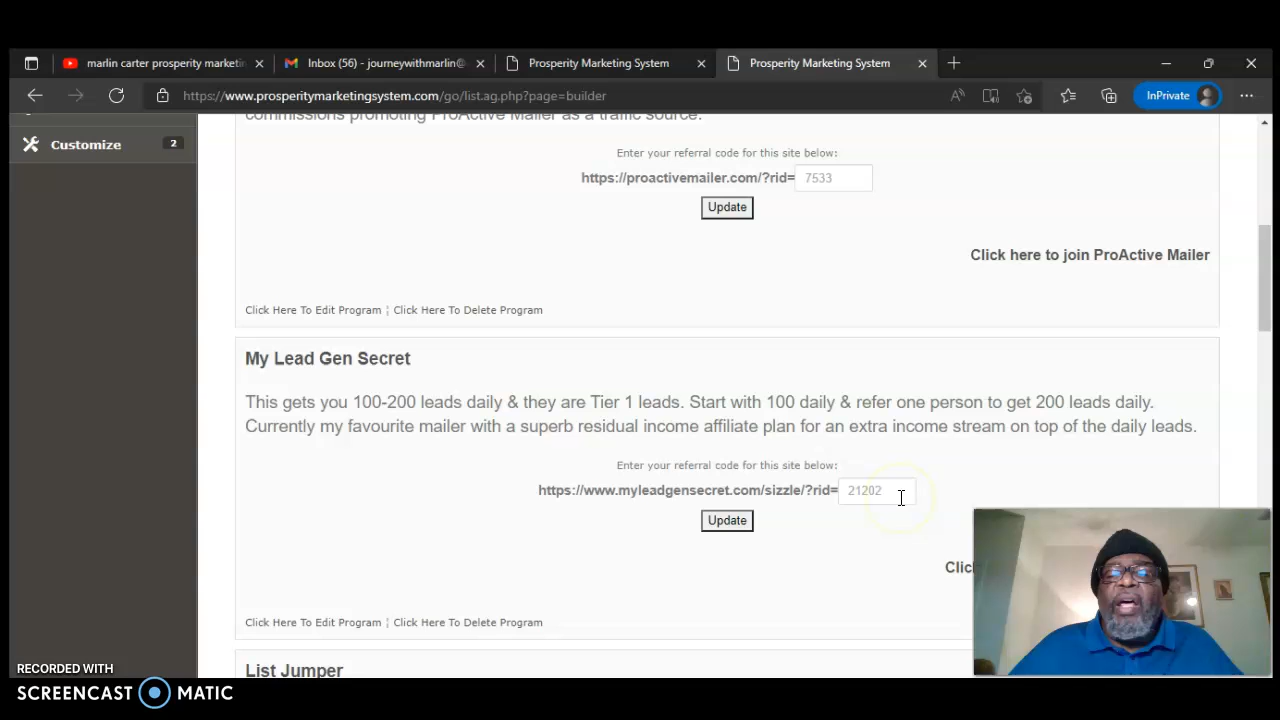 marlin carter prosperity marketi
Inbox (56) - journeywithmarlin@
Prosperity Marketing System
Prosperity Marketing System
https://www.prosperitymarketingsystem.com/go/list.ag.php?page=builder
InPrivate
Customize 2
commissions promoting ProActive Mailer as a traffic source.
Enter your referral code for this site below:
https://proactivemailer.com/?rid= 7533
Update
Click here to join ProActive Mailer
Click Here To Edit Program ¦ Click Here To Delete Program
My Lead Gen Secret
This gets you 100-200 leads daily & they are Tier 1 leads. Start with 100 daily & refer one person to get 200 leads daily.
Currently my favourite mailer with a superb residual income affiliate plan for an extra income stream on top of the daily leads.
Enter your referral code for this site below:
https://www.myleadgensecret.com/sizzle/?rid= 21202
Update
Clic
Click Here To Edit Program ¦ Click Here To Delete Program
List Jumper
RECORDED WITH
SCREENCAST MATIC